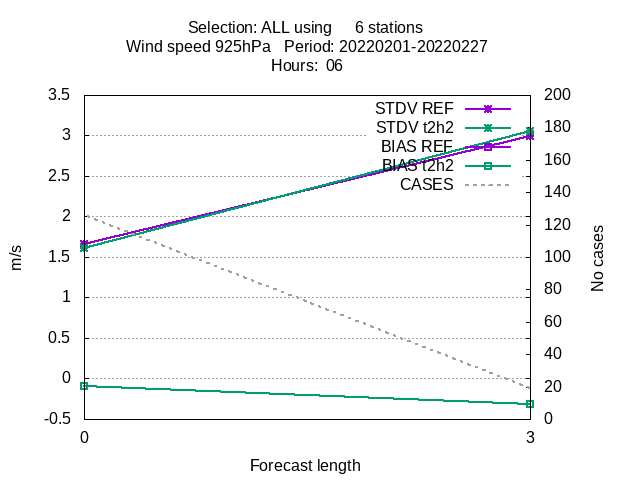 Selection: ALL using     6 stations
Wind speed 925hPa   Period: 20220201-20220227
Hours:  06
3.5
3
2.5
2
1.5
1
0.5
0
-0.5
m/s
200
180
160
140
120
100
80
60
40
20
0
No cases
STDV REF
STDV t2h2
BIAS REF
BIAS t2h2
CASES
0
3
Forecast length